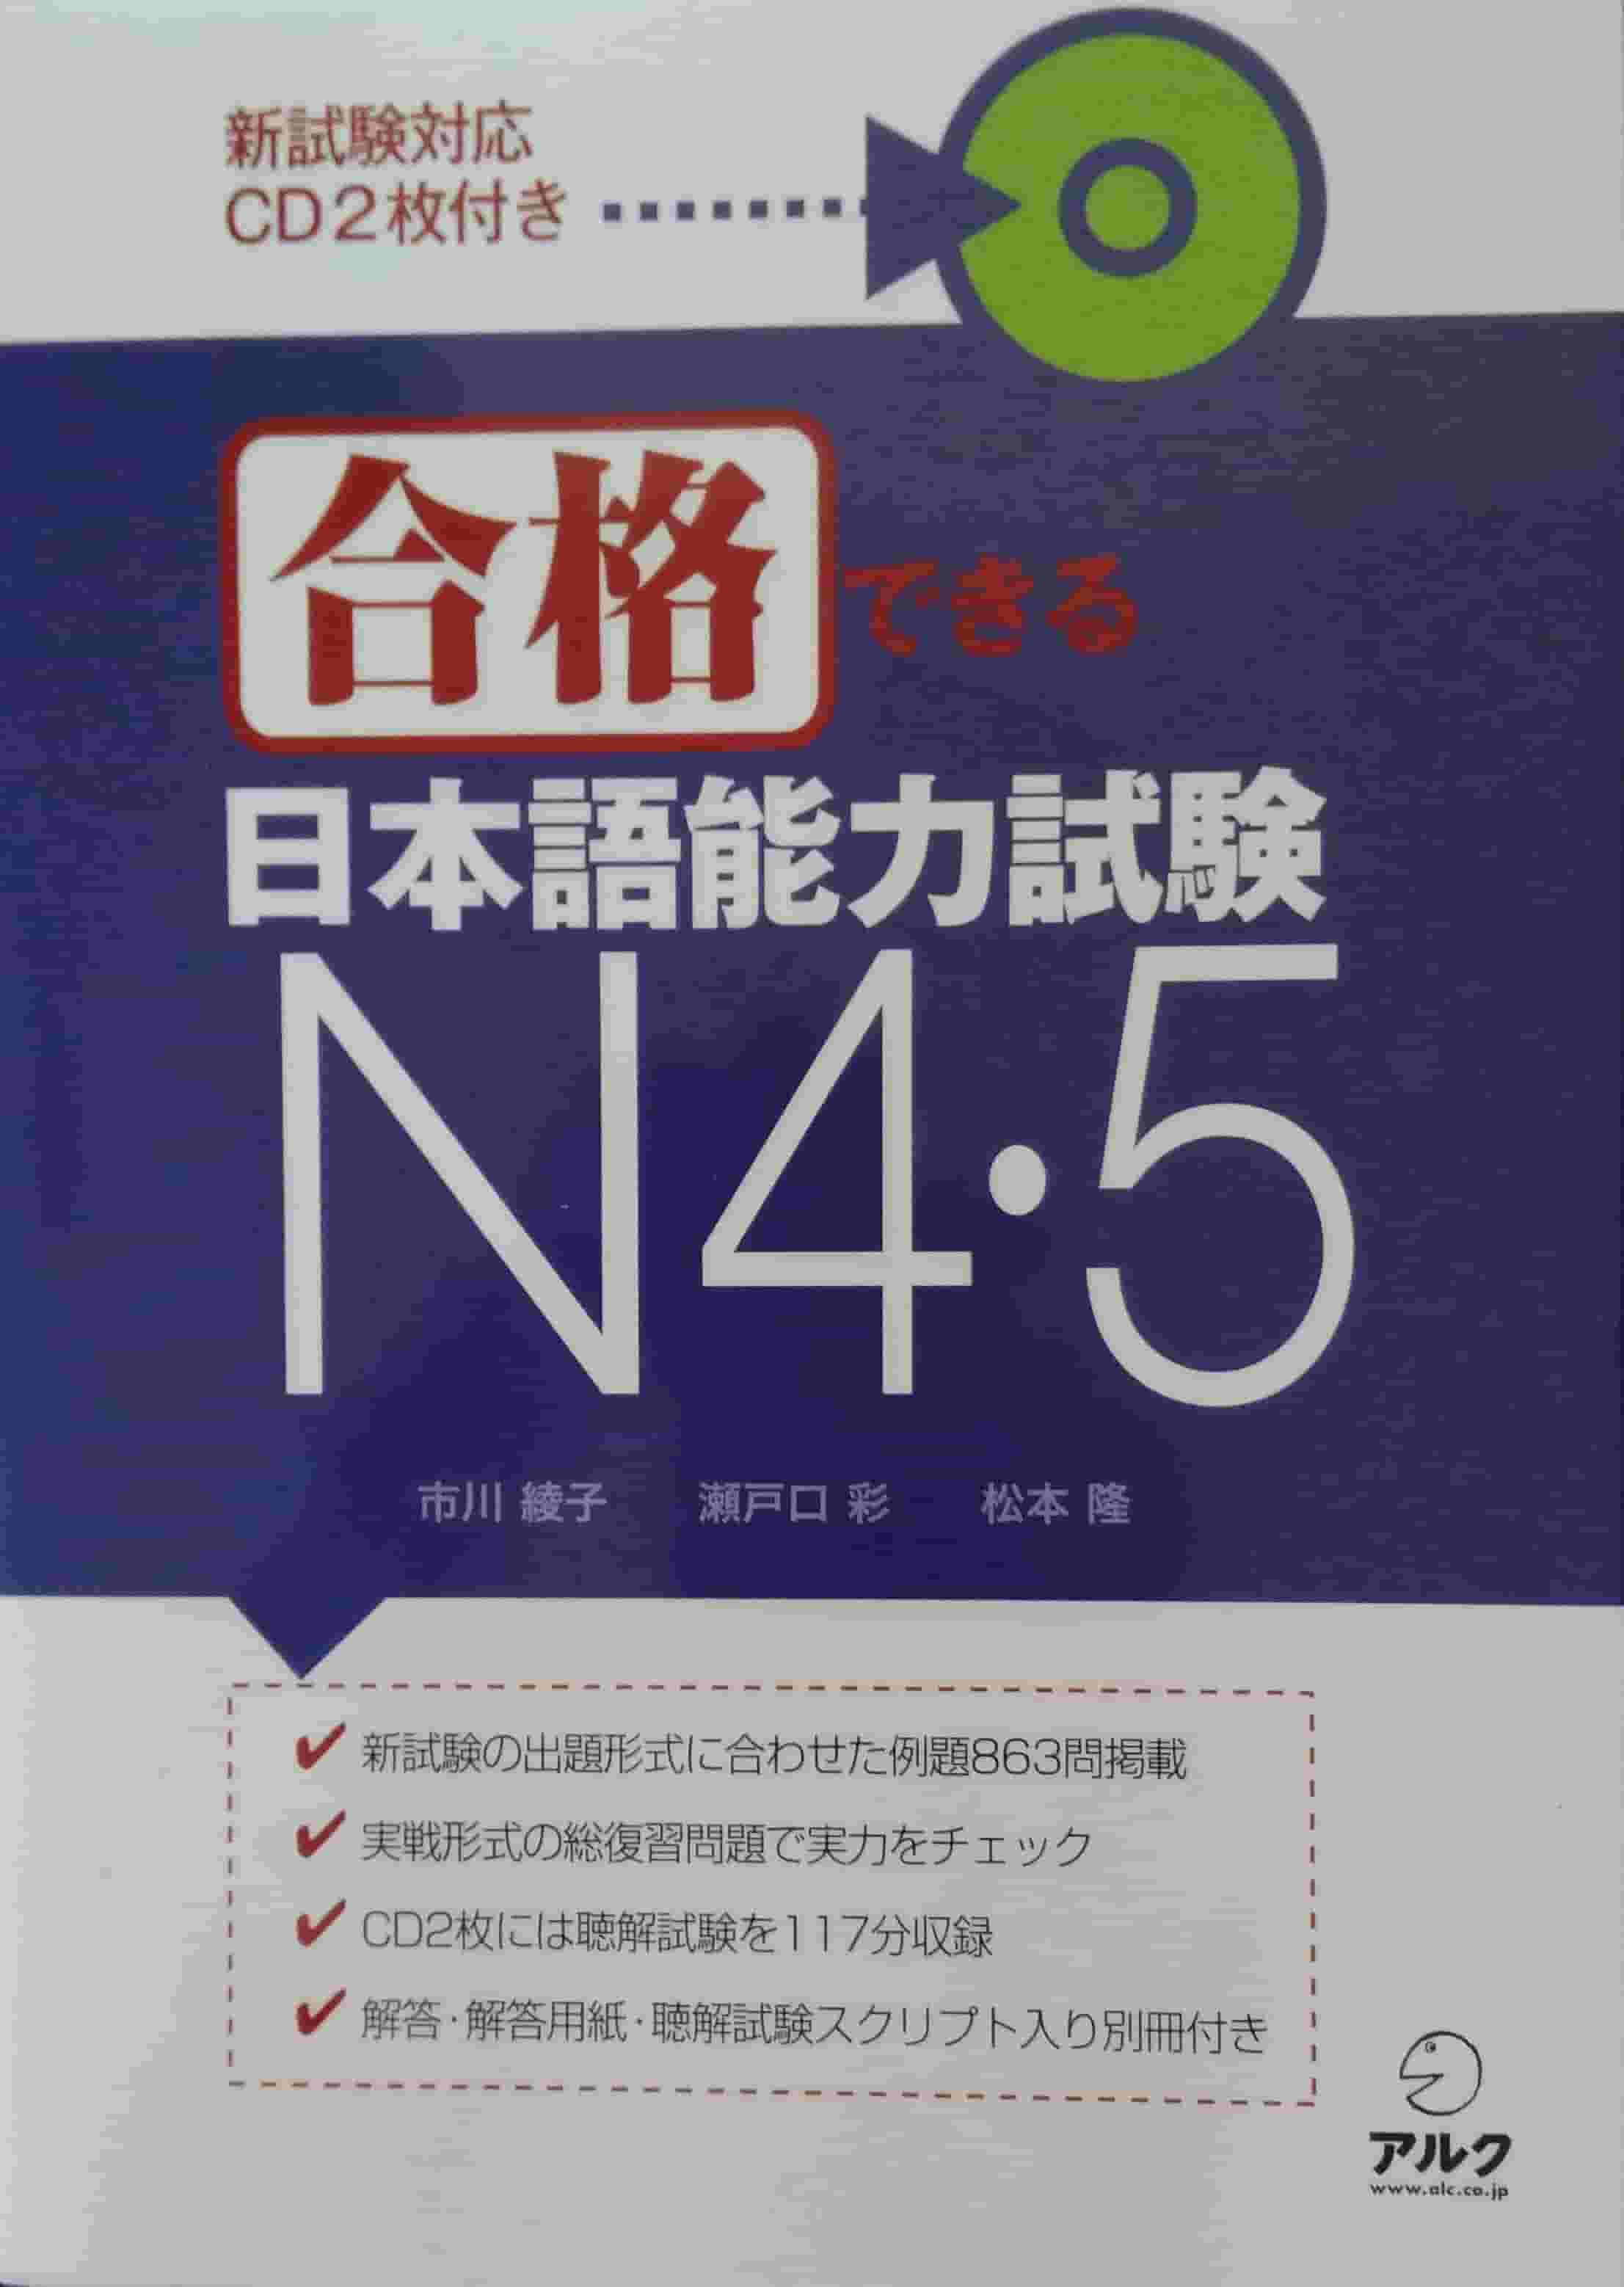 新試験対応
CD2枚付き
合格できる
日本語能力試験
N4・5
市川 綾子 瀬戸口 彩 松本 隆
新試験の出題形式に合わせた例題863問掲載
実戦形式の総復習問題で実力をチェック
CD2枚には聴解試験を117分収録
解答・解答用紙・聴解試験スクリプト入り別冊付き
アルク
www.alc.co.jp